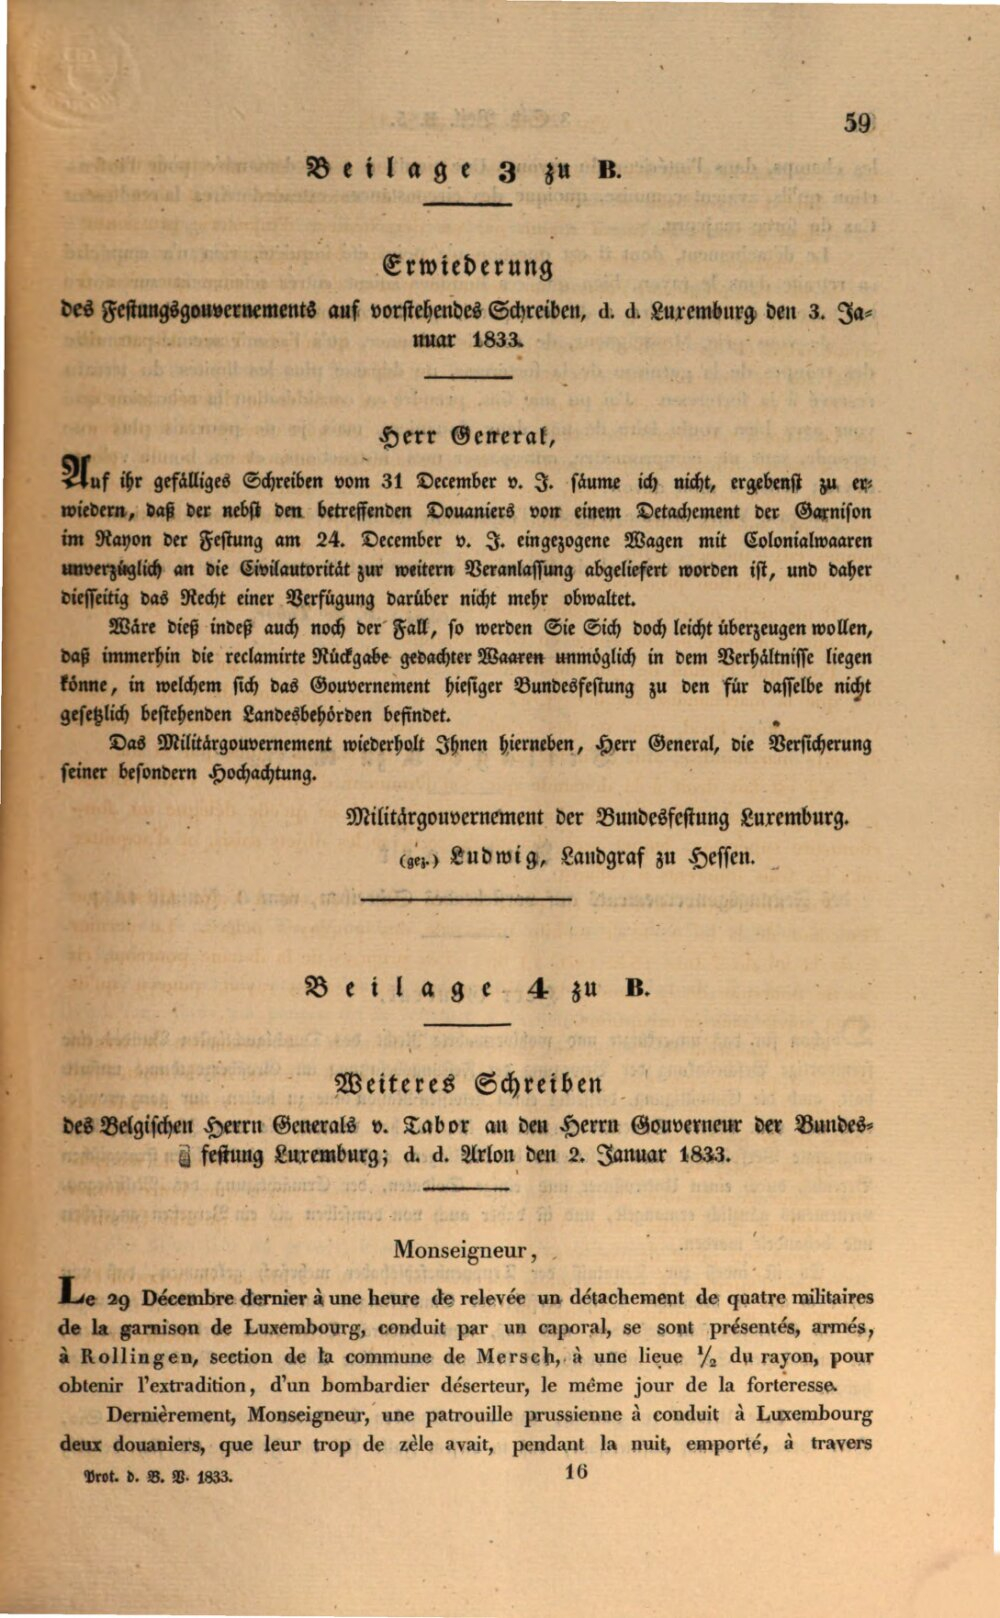 59
Beilage 3 zu B.
Erwiederung
des Festungsgouvernements auf vorstehendes Schreiben, d. d. Luxemburg den 3. Ja-
nuar 1833.
Herr General,
Auf ihr gefälliges Schreiben vom 31 December v. J. säume ich nicht, ergebenst zu er-
wiedern, daß der nebst den betreffenden Douaniers von einem Detachement der Garnison
im Rayon der Festung am 24. December v. J. eingezogene Wagen mit Colonialwaaren
unverzüglich an die Civilautorität zur weitern Veranlassung abgeliefert worden ist, und daher
diesseitig das Recht einer Verfügung darüber nicht mehr obwaltet.
Wäre dieß indeß auch noch der Fall, so werden Sie Sich doch leicht überzeugen wollen,
daß immerhin die reclamirte Rückgabe gedachter Waaren unmöglich in dem Verhältnisse liegen
könne, in welchem sich das Gouvernement hiesiger Bundesfestung zu den für dasselbe nicht
gesetzlich bestehenden Landesbehörden befindet.
Das Militärgouvernement wiederholt Ihnen hierneben, Herr General, die Versicherung
seiner besondern Hochachtung.
Militärgouvernement der Bundesfestung Luxemburg.
(gez.) Ludwig, Landgraf zu Hessen.
Beilage 4 zu B.
Weiteres Schreiben
des Belgischen Herrn Generals v. Tabor an den Herrn Gouverneur der Bundes-
festung Luxemburg; d. d. Arlon den 2. Januar 1833.
Monseigneur,
Le 29 Décembre dernier à une heure de relevée un détachement de quatre militaires
de la garnison de Luxembourg, conduit par un caporal, se sont présentés, armés,
à Rollingen, section de la commune de Mersch, à une lieue 1/2 du rayon, pour
obtenir l'extradition, d'un bombardier déserteur, le même jour de la forteresse.
Dernièrement, Monseigneur, une patrouille prussienne à conduit à Luxembourg
deux douaniers, que leur trop de zèle avait, pendant la nuit, emporté, à travers
Prot. d. B. V. 1833.
16